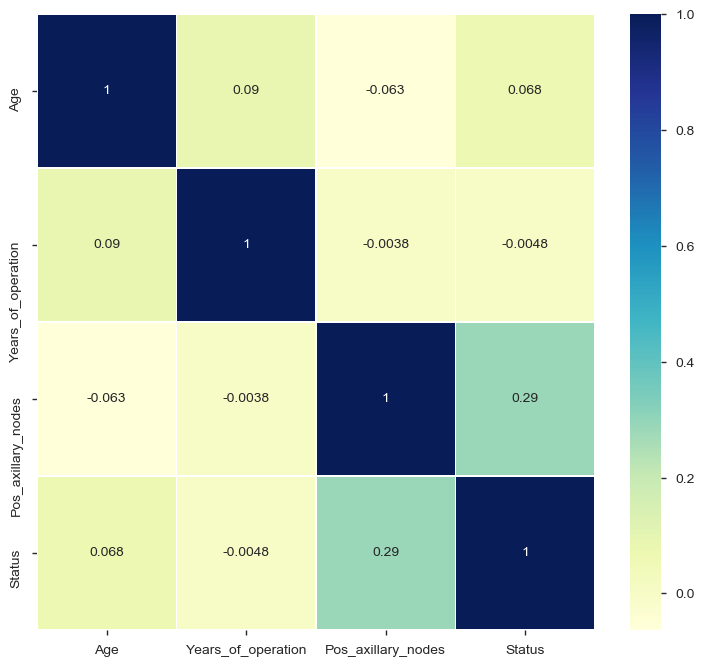 Age 1 0.09 -0.063 0.068
Years_of_operation 0.09 1 -0.0038 -0.0048
Pos_axillary_nodes -0.063 -0.0038 1 0.29
Status 0.068 -0.0048 0.29 1
Age Years_of_operation Pos_axillary_nodes Status
1.0
0.8
0.6
0.4
0.2
0.0